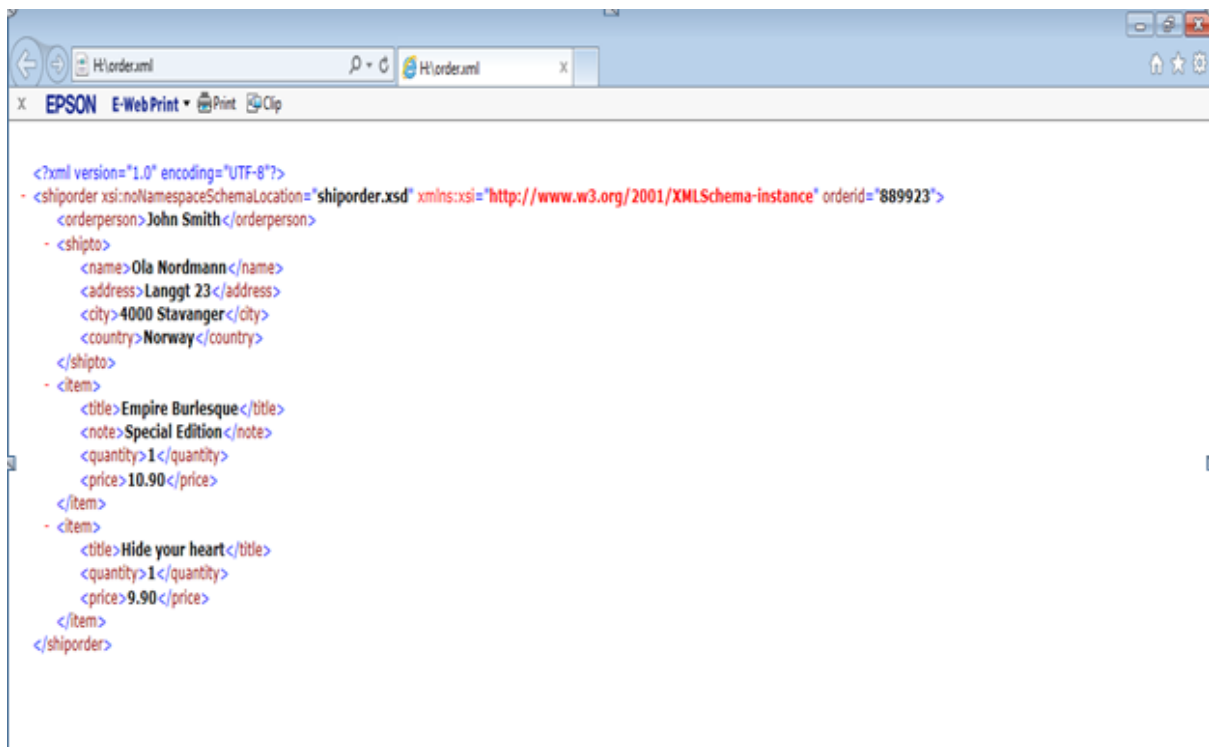 H:\order.xml
H:\order.xml X
X EPSON E-Web Print Print Clip
<?xml version="1.0" encoding="UTF-8"?>
- <shiporder xsi:noNamespaceSchemaLocation="shiporder.xsd" xmlns:xsi="http://www.w3.org/2001/XMLSchema-instance" orderid="889923">
<orderperson>John Smith</orderperson>
- <shipto>
<name>Ola Nordmann</name>
<address>Langgt 23</address>
<city>4000 Stavanger</city>
<country>Norway</country>
</shipto>
- <item>
<title>Empire Burlesque</title>
<note>Special Edition</note>
<quantity>1</quantity>
<price>10.90</price>
</item>
- <item>
<title>Hide your heart</title>
<quantity>1</quantity>
<price>9.90</price>
</item>
</shiporder>